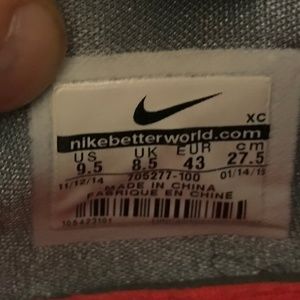 XC
nikebetterworld.com
US UK EUR cm
9.5 8.5 43 27.5
11/12/14 705277-100 01/14/15
MADE IN CHINA
FABRIQUE EN CHINE